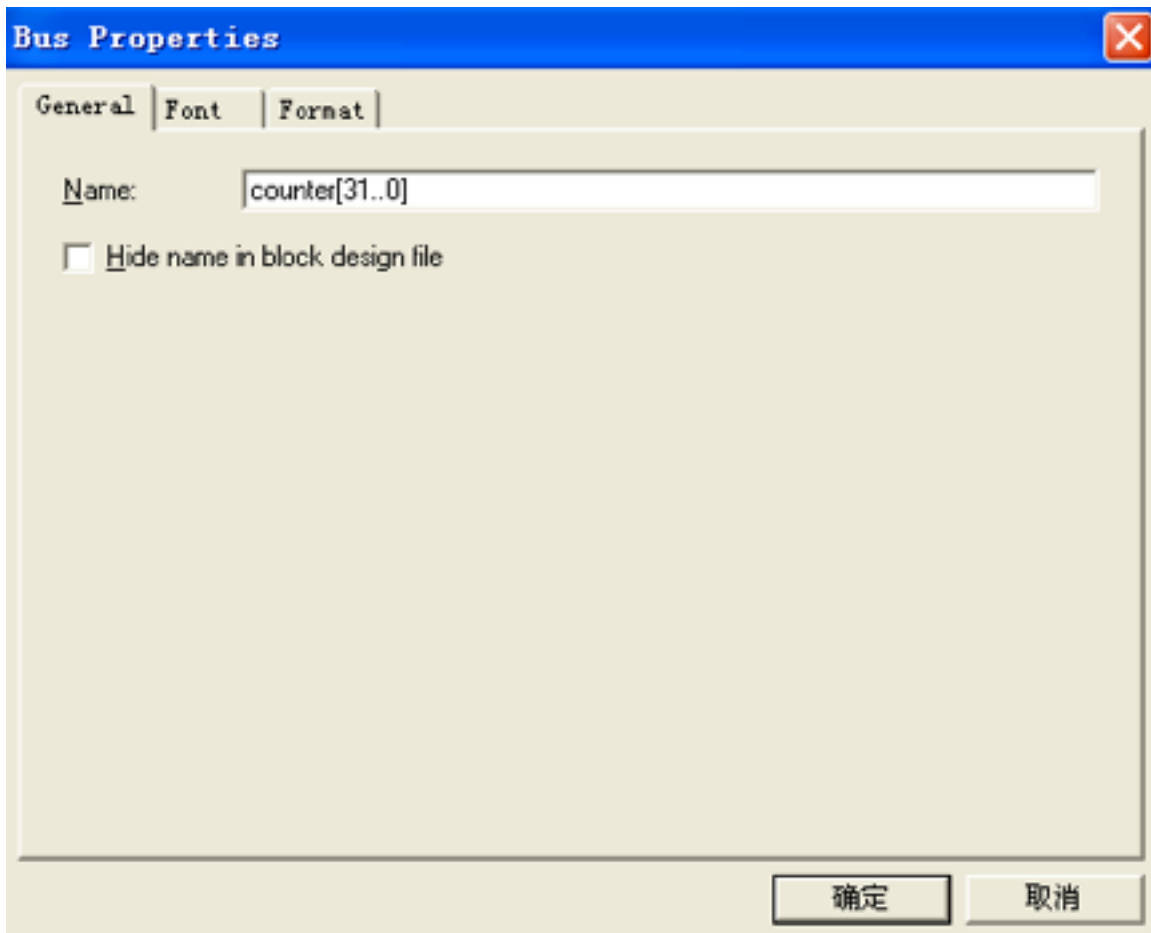 Bus Properties
General Font Format
Name: counter[31..0]
Hide name in block design file
确定 取消